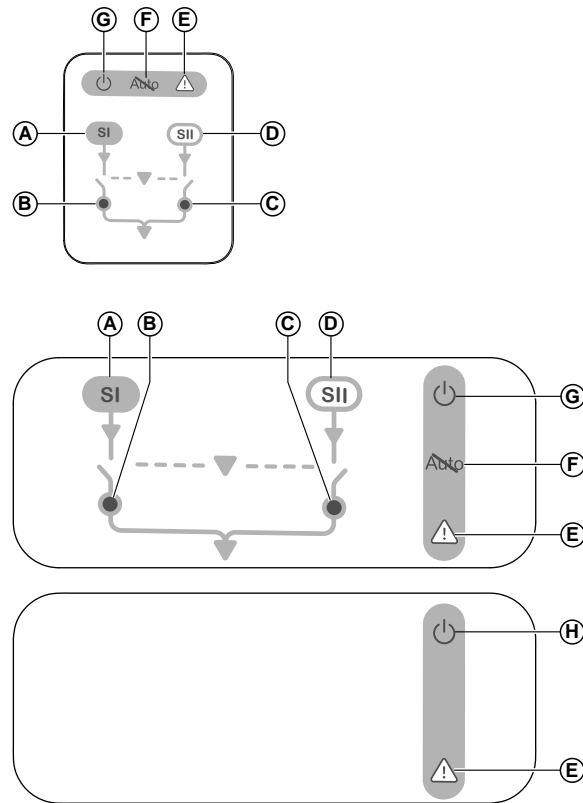 G F E
Auto
A SI SII D
B C
A B C D
SI SII
G
Auto F
E
H
E